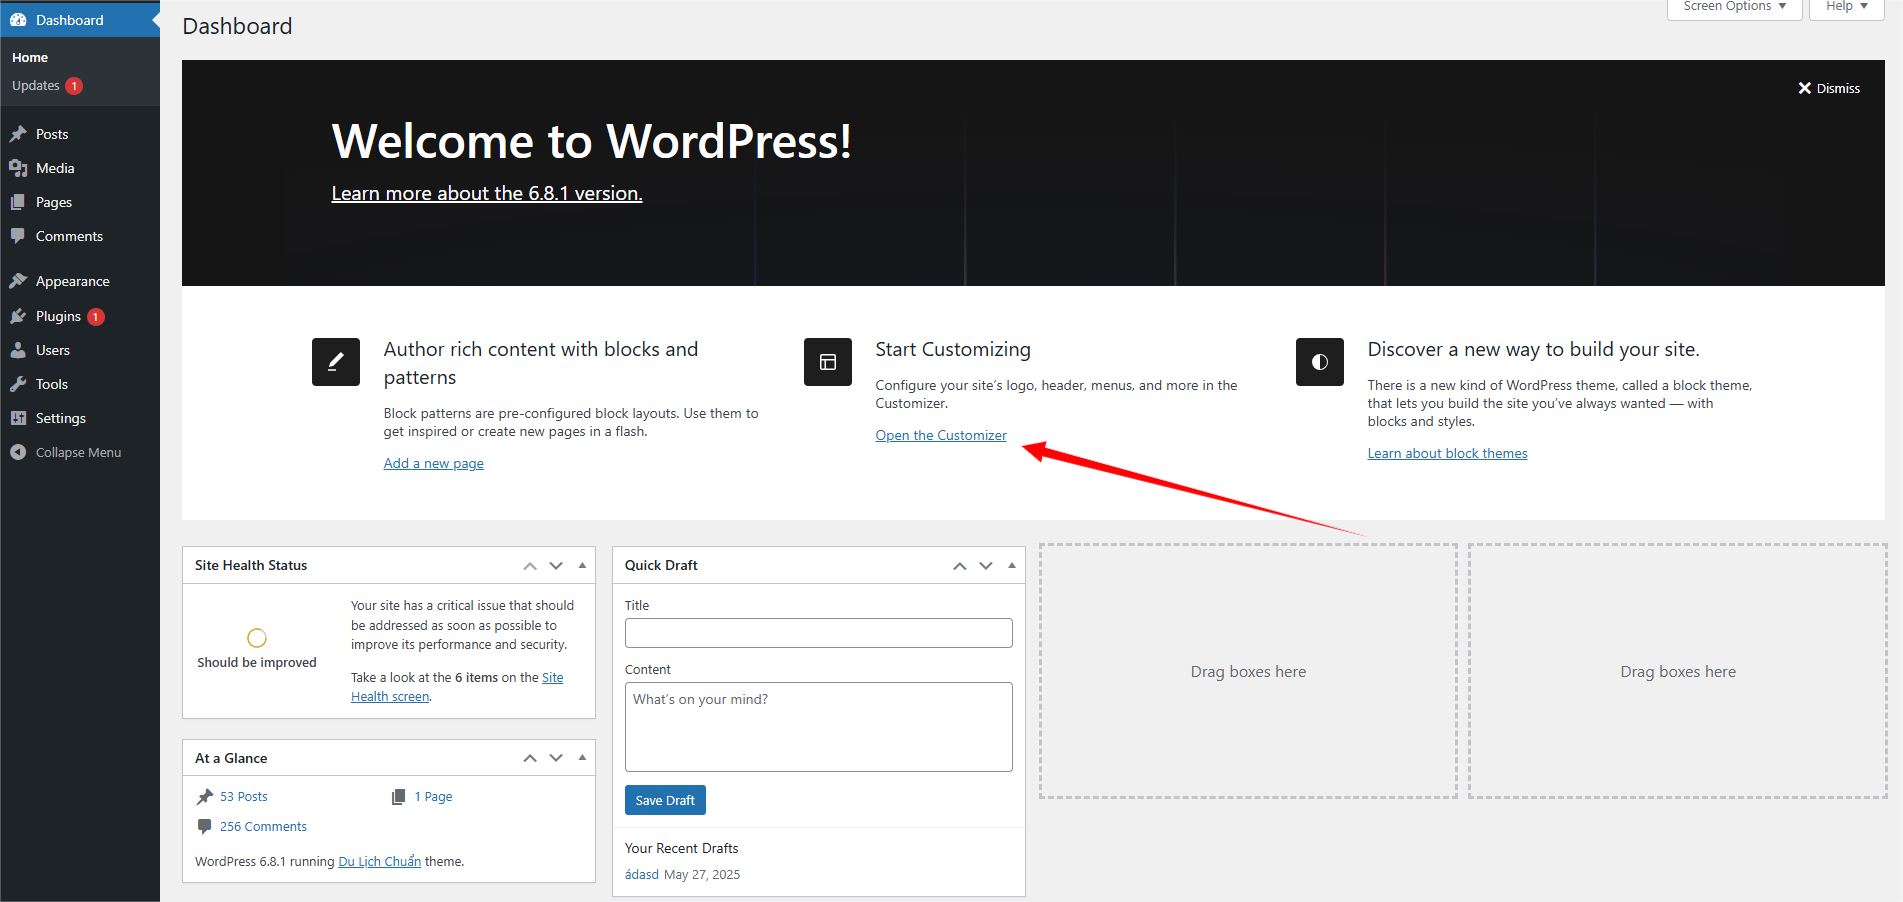 Dashboard
Home
Updates 1
Posts
Media
Pages
Comments
Appearance
Plugins 1
Users
Tools
Settings
Collapse Menu
Screen Options
Help
Dashboard
Dismiss
Welcome to WordPress!
Learn more about the 6.8.1 version.
Author rich content with blocks and
patterns
Block patterns are pre-configured block layouts. Use them to
get inspired or create new pages in a flash.
Add a new page
Start Customizing
Configure your site’s logo, header, menus, and more in the
Customizer.
Open the Customizer
Discover a new way to build your site.
There is a new kind of WordPress theme, called a block theme,
that lets you build the site you’ve always wanted — with
blocks and styles.
Learn about block themes
Site Health Status
Should be improved
Your site has a critical issue that should
be addressed as soon as possible to
improve its performance and security.
Take a look at the 6 items on the Site
Health screen.
At a Glance
53 Posts
1 Page
256 Comments
WordPress 6.8.1 running Du Lịch Chuẩn theme.
Quick Draft
Title
Content
What’s on your mind?
Save Draft
Your Recent Drafts
ádasd May 27, 2025
Drag boxes here
Drag boxes here